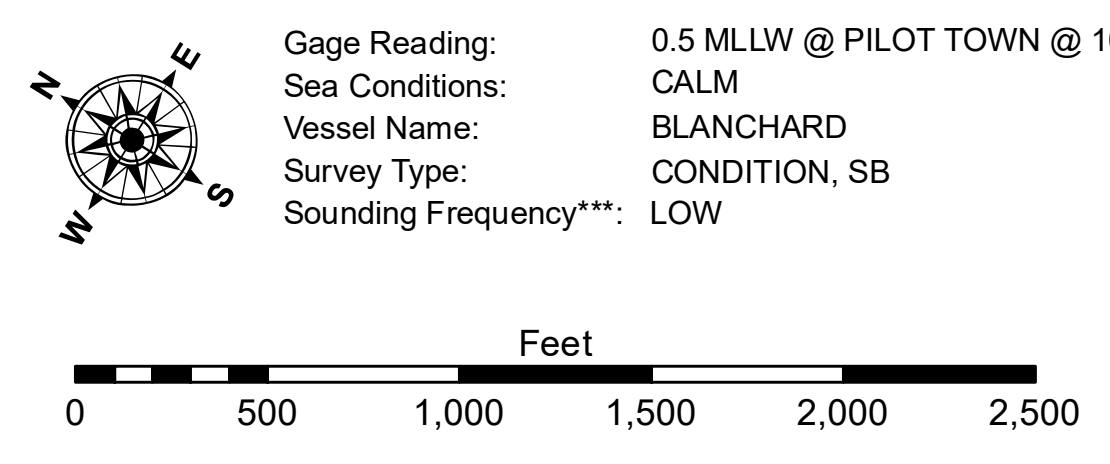 N
E
S
W
Gage Reading: 0.5 MLLW @ PILOT TOWN @
Sea Conditions: CALM
Vessel Name: BLANCHARD
Survey Type: CONDITION, SB
Sounding Frequency***: LOW
Feet
0 500 1,000 1,500 2,000 2,500